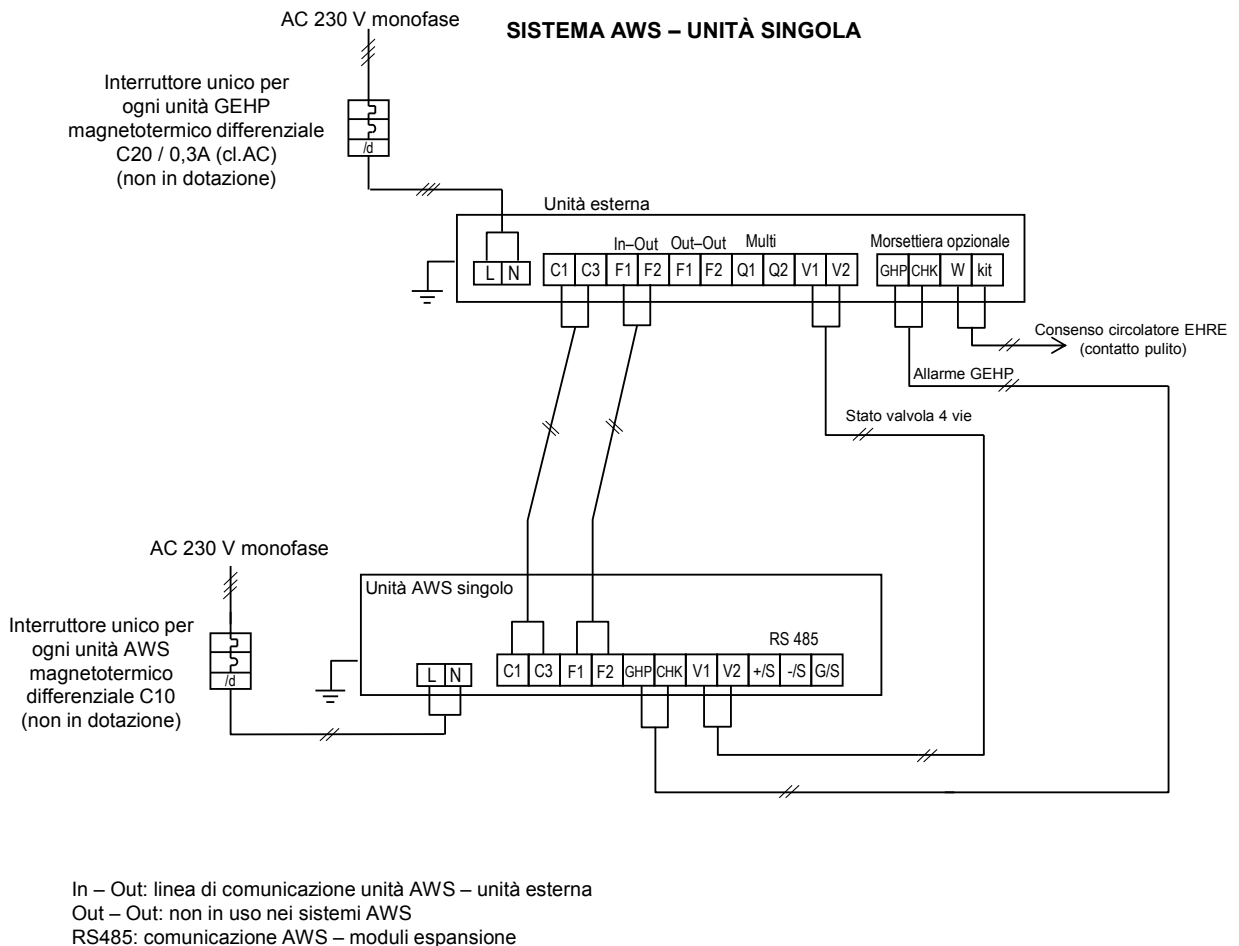 AC 230 V monofase
SISTEMA AWS – UNITÀ SINGOLA
Interruttore unico per
ogni unità GEHP
magnetotermico differenziale
C20 / 0,3A (cl.AC)
(non in dotazione)
/d
Unità esterna
In–Out Out–Out Multi Morsettiera opzionale
L N C1 C3 F1 F2 F1 F2 Q1 Q2 V1 V2 GHP CHK W kit
Consenso circolatore EHRE
(contatto pulito)
Allarme GEHP
Stato valvola 4 vie
AC 230 V monofase
Interruttore unico per
ogni unità AWS
magnetotermico
differenziale C10
(non in dotazione)
/d
Unità AWS singolo
RS 485
L N C1 C3 F1 F2 GHP CHK V1 V2 +/S -/S G/S
In – Out: linea di comunicazione unità AWS – unità esterna
Out – Out: non in uso nei sistemi AWS
RS485: comunicazione AWS – moduli espansione